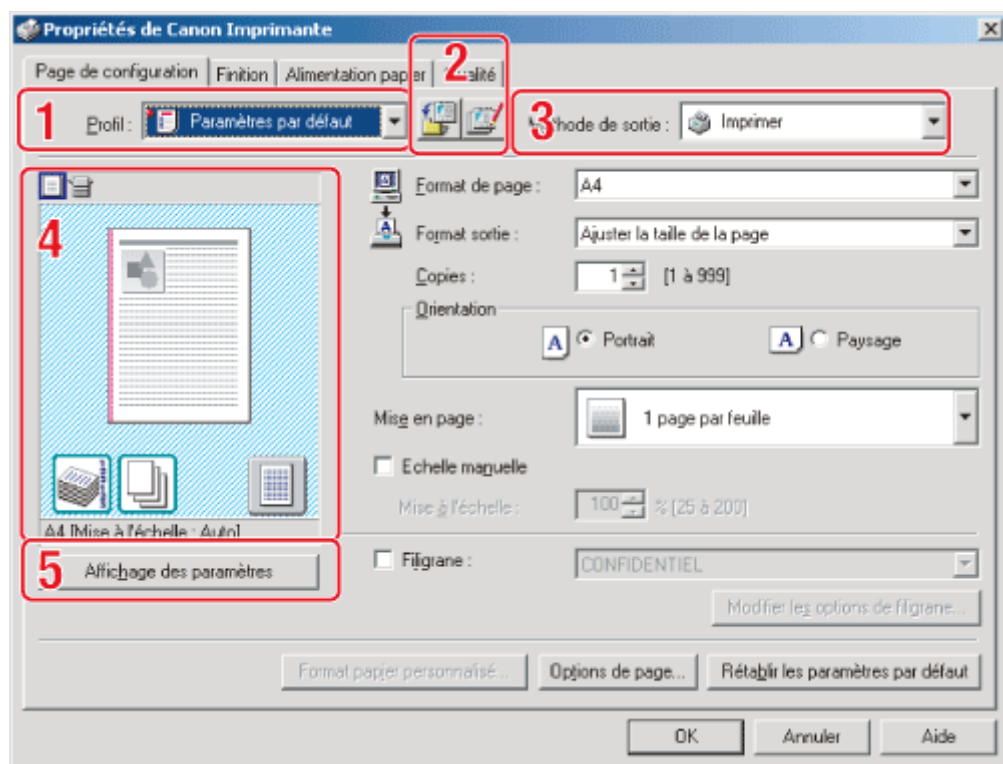 Propriétés de Canon Imprimante
Page de configuration Finition Alimentation papier Qualité
1 Profil : Paramètres par défaut 2 3 Méthode de sortie : Imprimer
4
Format de page : A4
Format sortie : Ajuster la taille de la page
Copies : 1 [1 à 999]
Orientation
A Portrait A Paysage
Mise en page : 1 page par feuille
Echelle manuelle
Mise à l'échelle : 100 % [25 à 200]
A4 [Mise à l'échelle : Auto]
5 Affichage des paramètres
Filigrane : CONFIDENTIEL
Modifier les options de filigrane...
Format papier personnalisé... Options de page... Rétablir les paramètres par défaut
OK Annuler Aide